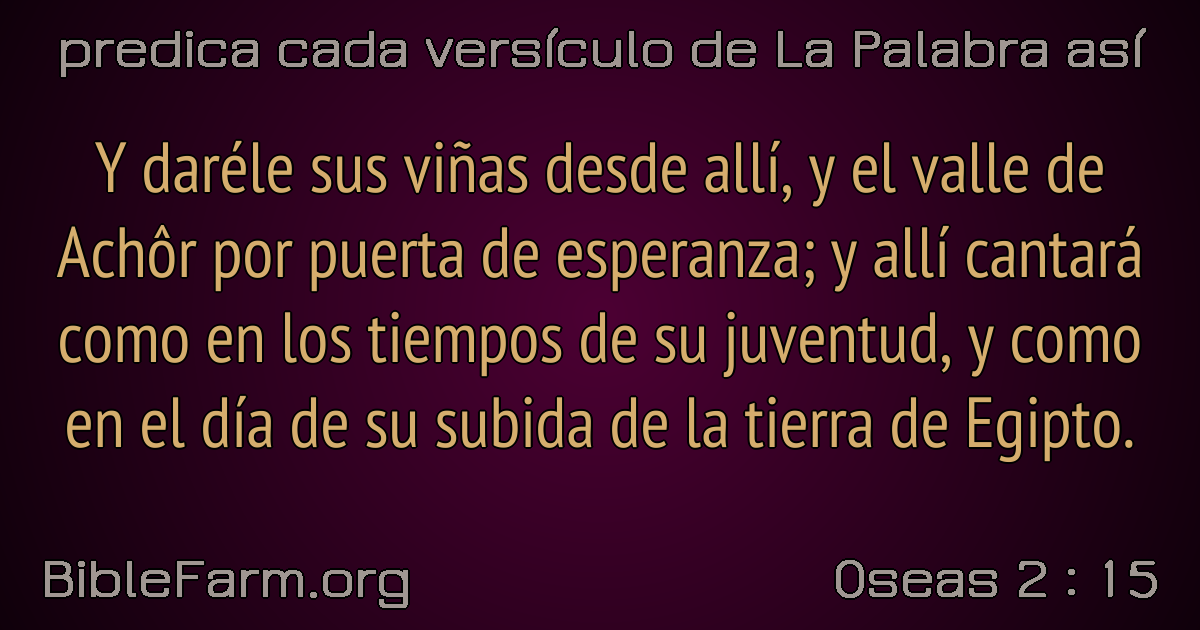 predica cada versículo de La Palabra así
Y daréle sus viñas desde allí, y el valle de
Achôr por puerta de esperanza; y allí cantará
como en los tiempos de su juventud, y como
en el día de su subida de la tierra de Egipto.
BibleFarm.org
Oseas 2 : 15